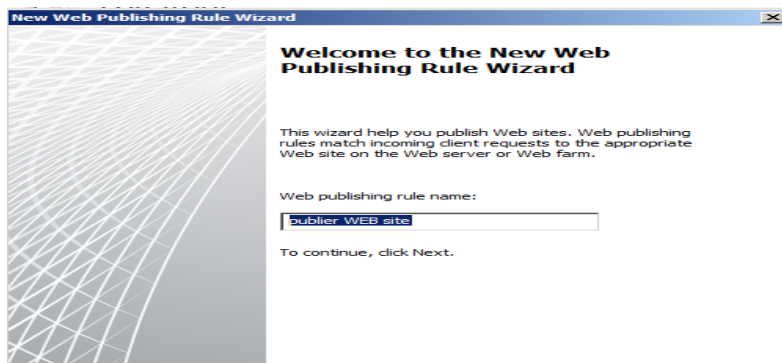 New Web Publishing Rule Wizard
Welcome to the New Web
Publishing Rule Wizard
This wizard help you publish Web sites. Web publishing
rules match incoming client requests to the appropriate
Web site on the Web server or Web farm.
Web publishing rule name:
publier WEB site
To continue, click Next.